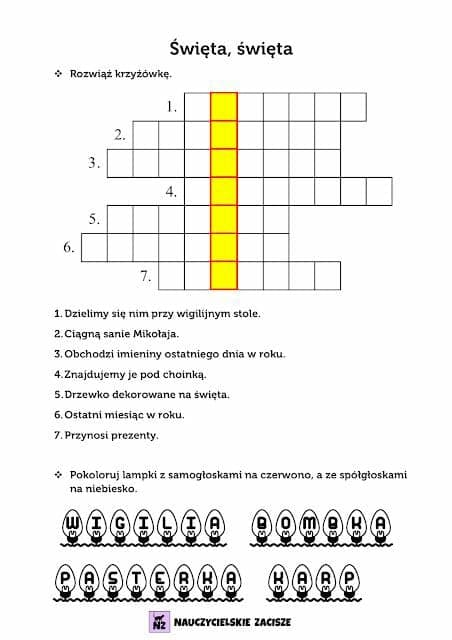 Święta, święta
❖ Rozwiąż krzyżówkę.
1.
2.
3.
4.
5.
6.
7.
1. Dzielimy się nim przy wigilijnym stole.
2. Ciągną sanie Mikołaja.
3. Obchodzi imieniny ostatniego dnia w roku.
4. Znajdujemy je pod choinką.
5. Drzewko dekorowane na święta.
6. Ostatni miesiąc w roku.
7. Przynosi prezenty.
❖ Pokoloruj lampki z samogłoskami na czerwono, a ze spółgłoskami
na niebiesko.
WIGILIA BOMBKA
PASTERKA KARP
NZ NAUCZYCIELSKIE ZACISZE